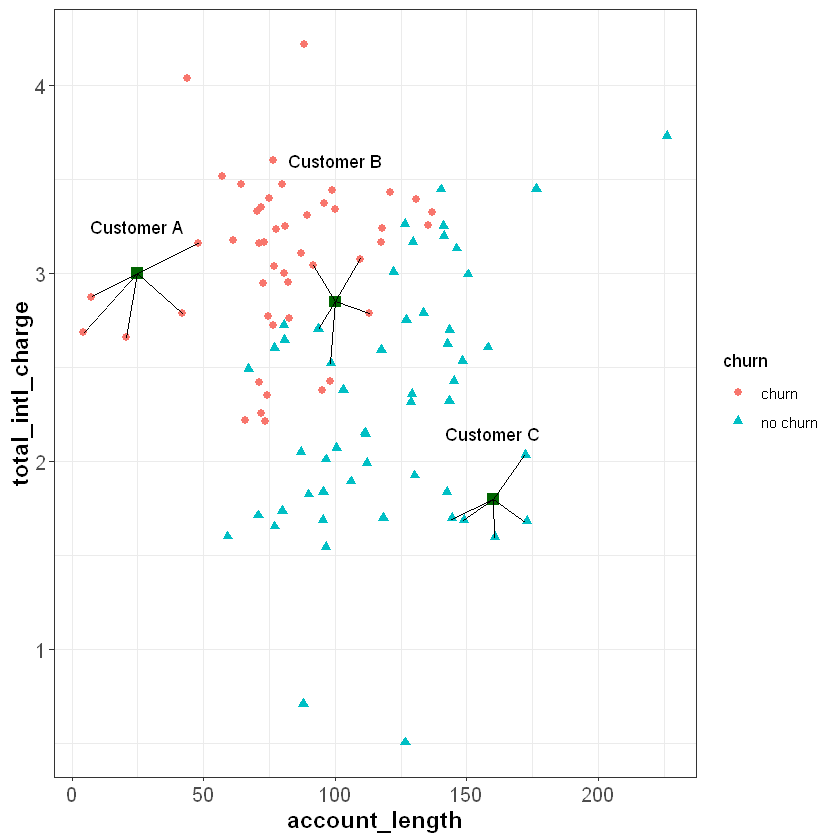 total_intl_charge
4
3
2
1
Customer A
Customer B
Customer C
0
50
100
150
200
account_length
churn
churn
no churn